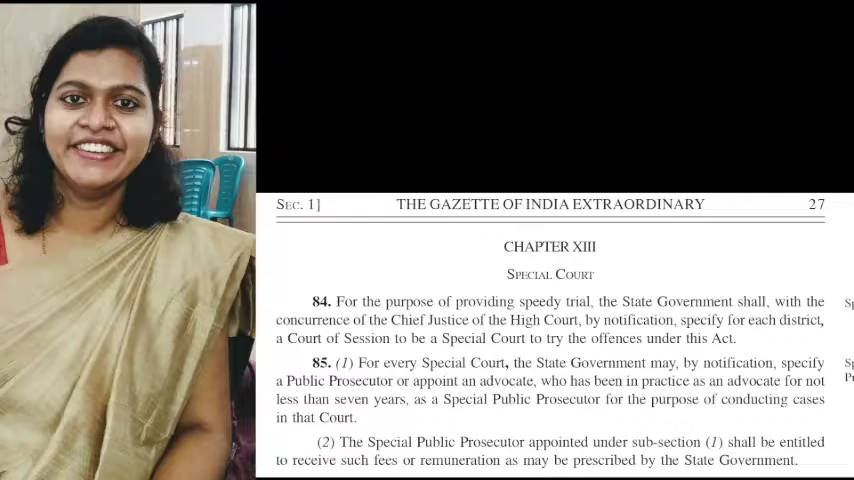 SEC. 1] THE GAZETTE OF INDIA EXTRAORDINARY 27
CHAPTER XIII
SPECIAL COURT
84. For the purpose of providing speedy trial, the State Government shall, with the
concurrence of the Chief Justice of the High Court, by notification, specify for each district,
a Court of Session to be a Special Court to try the offences under this Act.
85. (1) For every Special Court, the State Government may, by notification, specify
a Public Prosecutor or appoint an advocate, who has been in practice as an advocate for not
less than seven years, as a Special Public Prosecutor for the purpose of conducting cases
in that Court.
(2) The Special Public Prosecutor appointed under sub-section (1) shall be entitled
to receive such fees or remuneration as may be prescribed by the State Government.